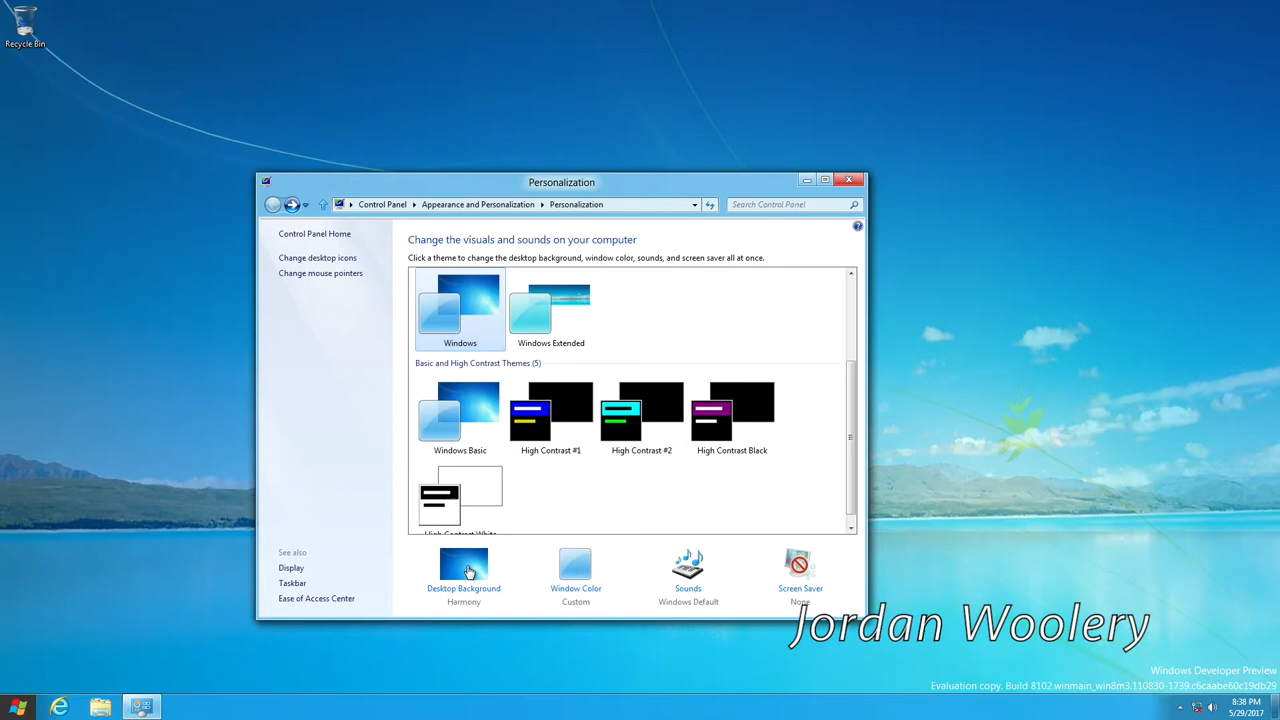 Recycle Bin
Personalization
Control Panel
Appearance and Personalization
Personalization
Search Control Panel
Control Panel Home
Change desktop icons
Change mouse pointers
Change the visuals and sounds on your computer
Click a theme to change the desktop background, window color, sounds, and screen saver all at once.
Windows
Windows Extended
Basic and High Contrast Themes (5)
Windows Basic
High Contrast #1
High Contrast #2
High Contrast Black
High Contrast White
See also
Display
Taskbar
Ease of Access Center
Desktop Background
Harmony
Window Color
Custom
Sounds
Windows Default
Screen Saver
None
Jordan Woolery
Windows Developer Preview
Evaluation copy. Build 8102.winmain_win8m3.110830-1739.c6caabe60c19db29
8:38 PM
5/29/2017